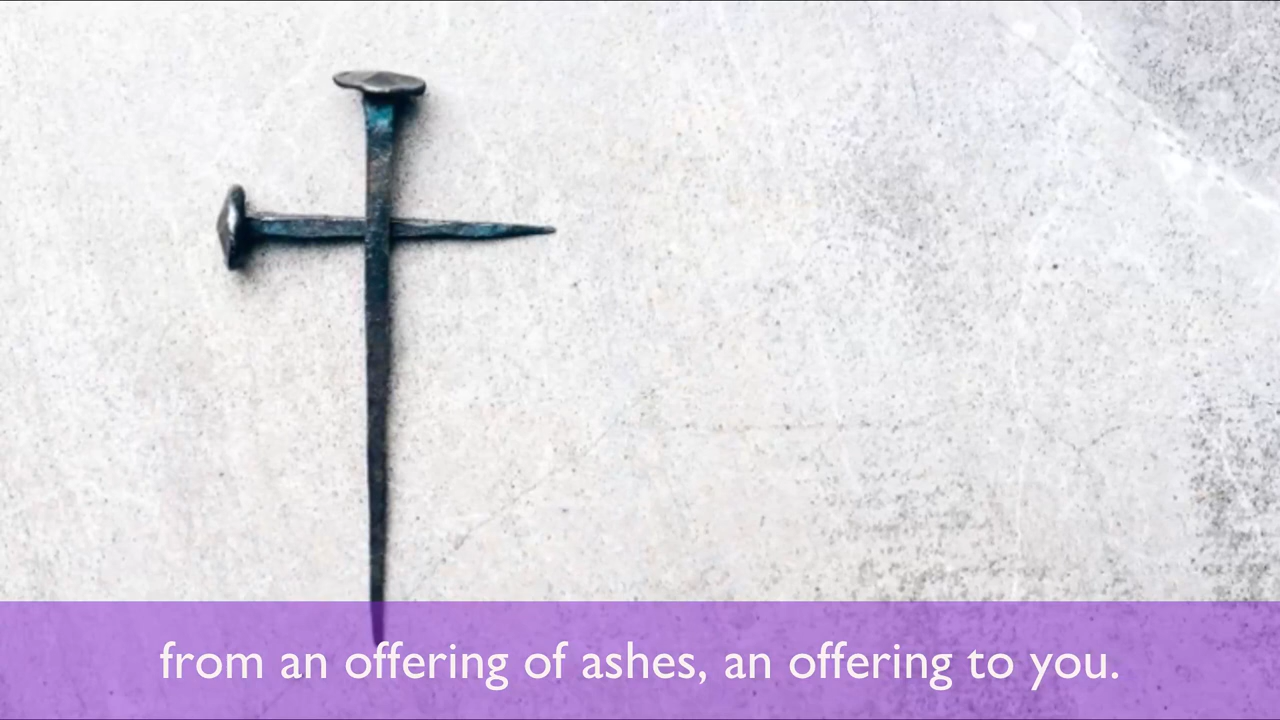 from an offering of ashes, an offering to you.